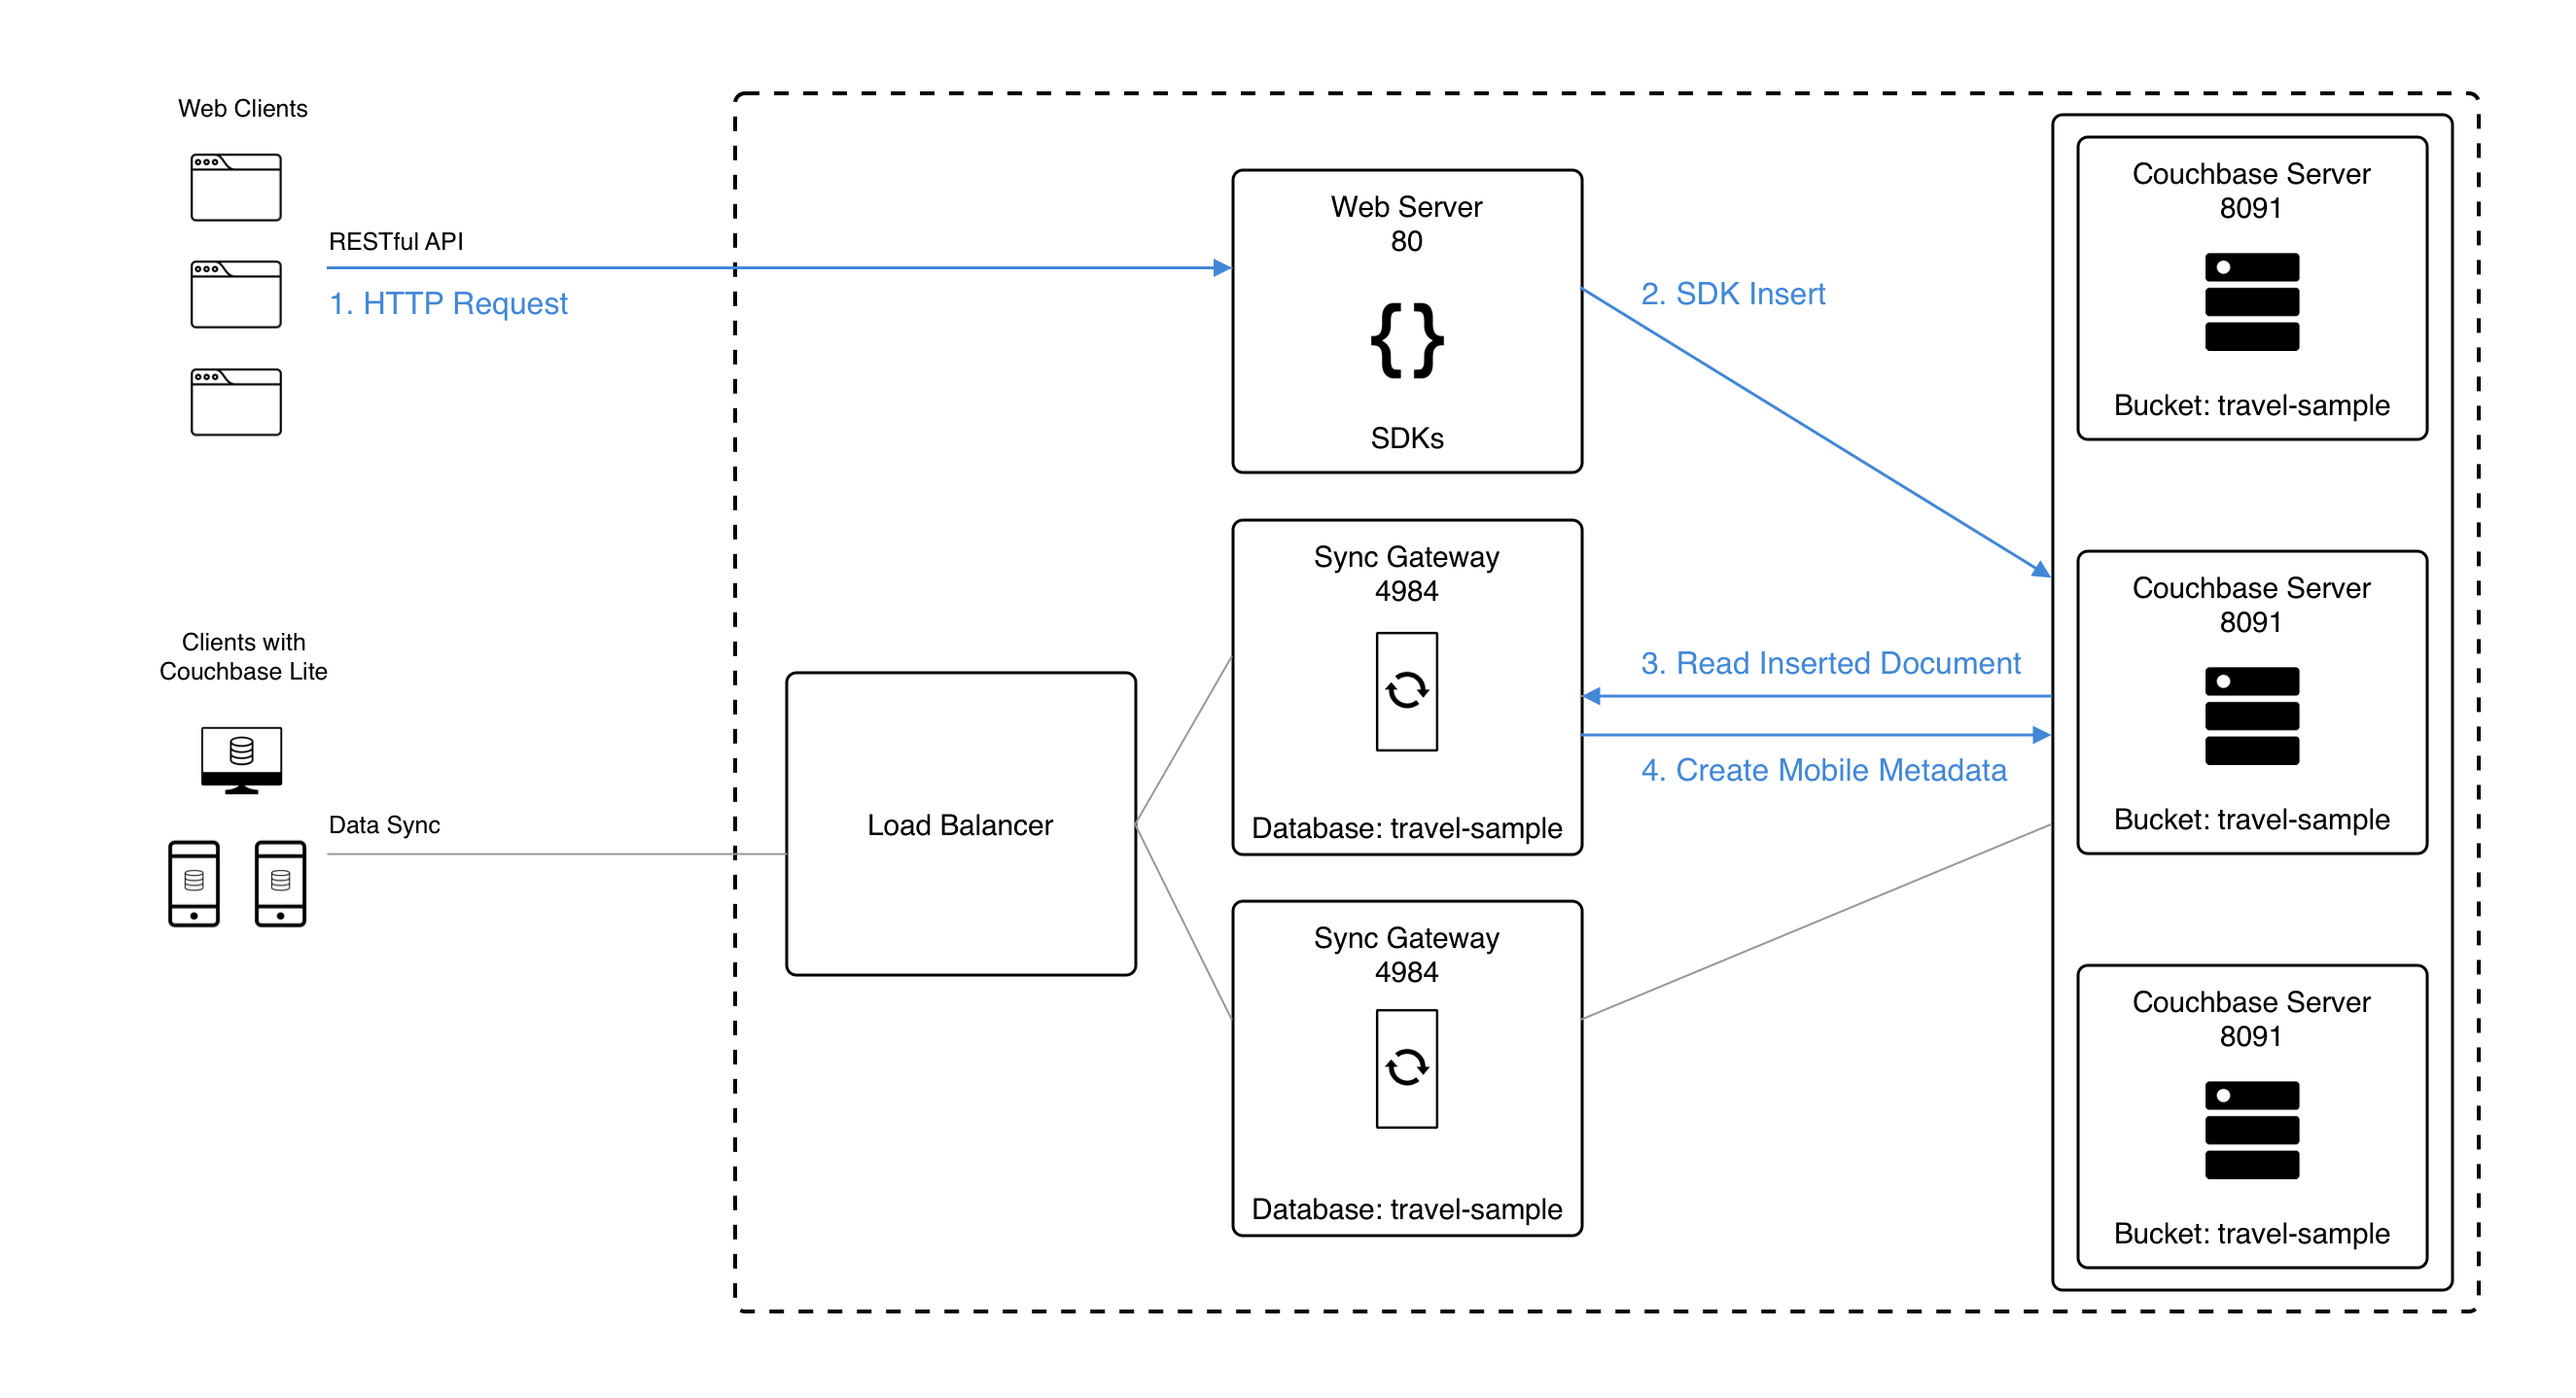 Web Clients
RESTful API
1. HTTP Request
Clients with
Couchbase Lite
Data Sync
Load Balancer
Web Server
80
{}
SDKs
Sync Gateway
4984
Database: travel-sample
Sync Gateway
4984
Database: travel-sample
2. SDK Insert
3. Read Inserted Document
4. Create Mobile Metadata
Couchbase Server
8091
Bucket: travel-sample
Couchbase Server
8091
Bucket: travel-sample
Couchbase Server
8091
Bucket: travel-sample